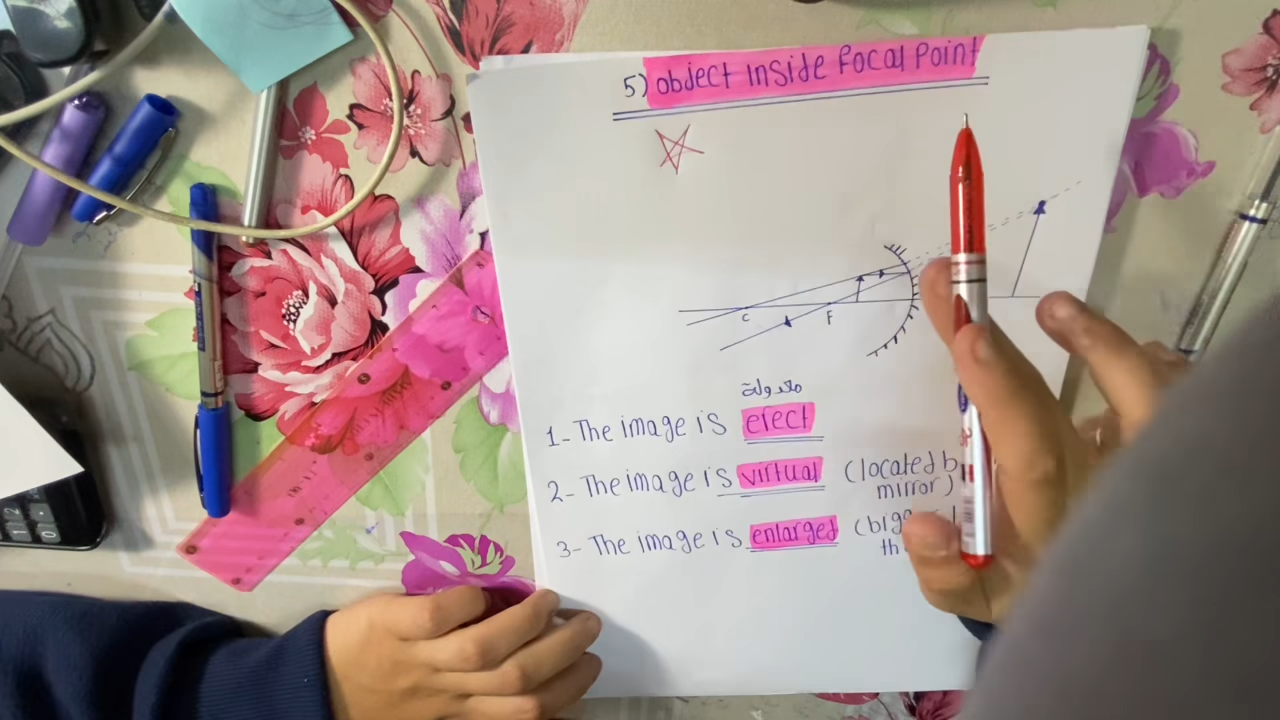 5) object Inside Focal Point
C
F
معدولة
1- The image is erect
2- The image is virtual (located b
mirror)
3- The image is enlarged (bigg
th